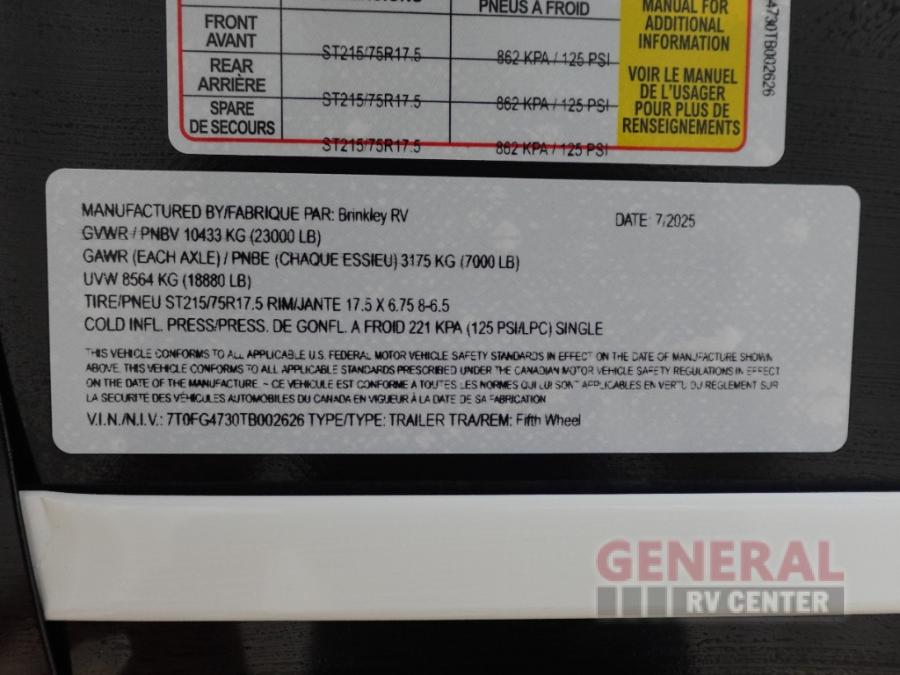 PNEUS A FROID
MANUAL FOR
ADDITIONAL
INFORMATION
VOIR LE MANUEL
DE L'USAGER
POUR PLUS DE
RENSEIGNEMENTS
FRONT
AVANT
ST215/75R17.5
862 KPA / 125 PSI
REAR
ARRIÈRE
ST215/75R17.5
862 KPA / 125 PSI
SPARE
DE SECOURS
ST215/75R17.5
862 KPA / 125 PSI
4730TB002626
MANUFACTURED BY/FABRIQUE PAR: Brinkley RV
DATE: 7/2025
GVWR / PNBV 10433 KG (23000 LB)
GAWR (EACH AXLE) / PNBE (CHAQUE ESSIEU) 3175 KG (7000 LB)
UVW 8564 KG (18880 LB)
TIRE/PNEU ST215/75R17.5 RIM/JANTE 17.5 X 6.75 8-6.5
COLD INFL. PRESS/PRESS. DE GONFL. A FROID 221 KPA (125 PSI/LPC) SINGLE
THIS VEHICLE CONFORMS TO ALL APPLICABLE U.S. FEDERAL MOTOR VEHICLE SAFETY STANDARDS IN EFFECT ON THE DATE OF MANUFACTURE SHOWN
ABOVE. THIS VEHICLE CONFORMS TO ALL APPLICABLE STANDARDS PRESCRIBED UNDER THE CANADIAN MOTOR VEHICLE SAFETY REGULATIONS IN EFFECT
ON THE DATE OF THE MANUFACTURE - CE VEHICULE EST CONFORME A TOUTES LES NORMES QUI LUI SONT APPLICABLES EN VERTU DU REGLEMENT SUR
LA SECURITE DES VEHICULES AUTOMOBILES DU CANADA EN VIGUEUR À LA DATE DE SA FABRICATION
V.I.N./N.I.V.: 7T0FG4730TB002626 TYPE/TYPE: TRAILER TRA/REM: Fifth Wheel
GENERAL
RV CENTER